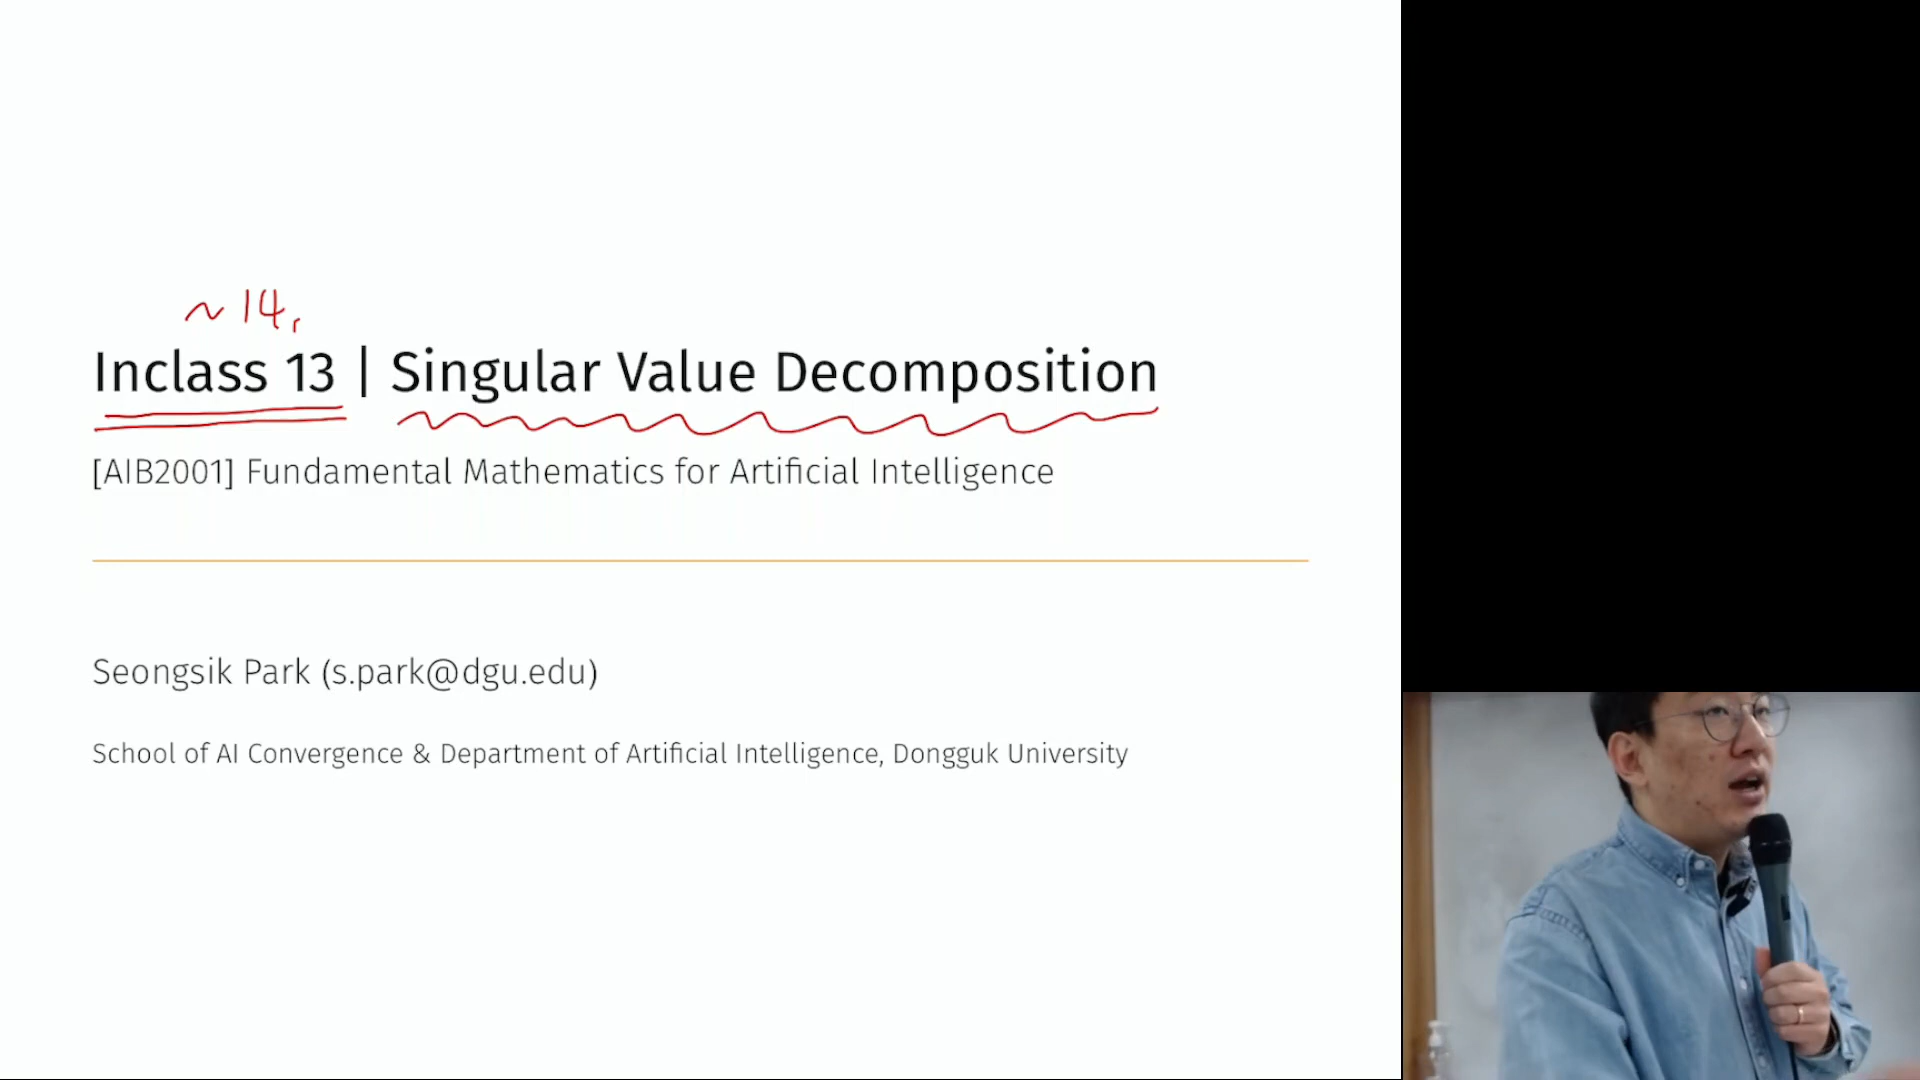 ~14,
Inclass 13 | Singular Value Decomposition
[AIB2001] Fundamental Mathematics for Artificial Intelligence
Seongsik Park (s.park@dgu.edu)
School of AI Convergence & Department of Artificial Intelligence, Dongguk University